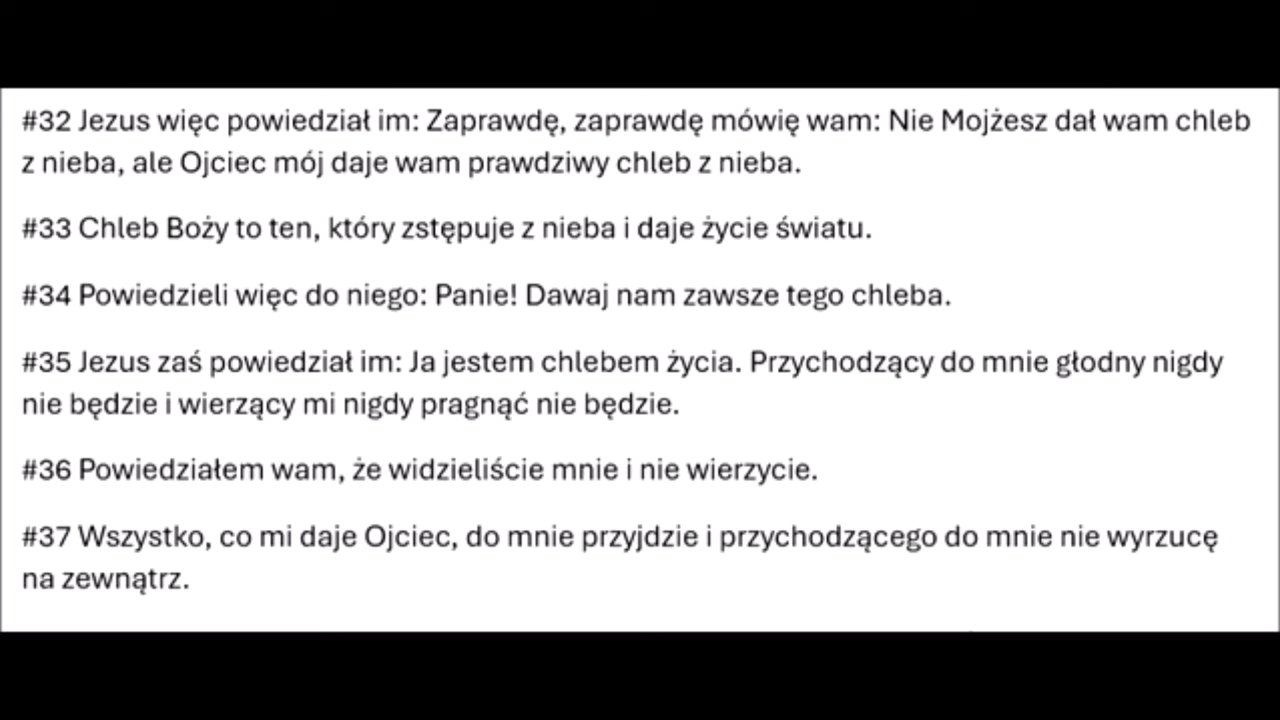 #32 Jezus więc powiedział im: Zaprawdę, zaprawdę mówię wam: Nie Mojżesz dał wam chleb
z nieba, ale Ojciec mój daje wam prawdziwy chleb z nieba.
#33 Chleb Boży to ten, który zstępuje z nieba i daje życie światu.
#34 Powiedzieli więc do niego: Panie! Dawaj nam zawsze tego chleba.
#35 Jezus zaś powiedział im: Ja jestem chlebem życia. Przychodzący do mnie głodny nigdy
nie będzie i wierzący mi nigdy pragnąć nie będzie.
#36 Powiedziałem wam, że widzieliście mnie i nie wierzycie.
#37 Wszystko, co mi daje Ojciec, do mnie przyjdzie i przychodzącego do mnie nie wyrzucę
na zewnątrz.